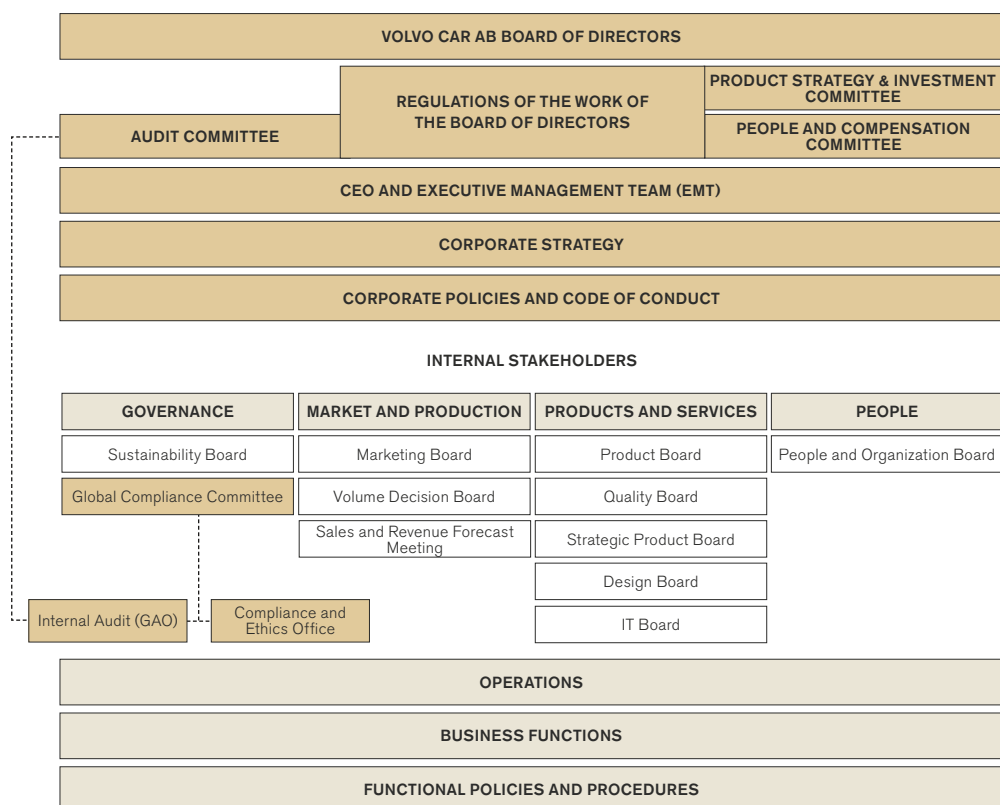 VOLVO CAR AB BOARD OF DIRECTORS
REGULATIONS OF THE WORK OF
THE BOARD OF DIRECTORS
PRODUCT STRATEGY & INVESTMENT
COMMITTEE
AUDIT COMMITTEE
PEOPLE AND COMPENSATION
COMMITTEE
CEO AND EXECUTIVE MANAGEMENT TEAM (EMT)
CORPORATE STRATEGY
CORPORATE POLICIES AND CODE OF CONDUCT
INTERNAL STAKEHOLDERS
GOVERNANCE
Sustainability Board
Global Compliance Committee
MARKET AND PRODUCTION
Marketing Board
Volume Decision Board
Sales and Revenue Forecast
Meeting
PRODUCTS AND SERVICES
Product Board
Quality Board
Strategic Product Board
Design Board
IT Board
PEOPLE
People and Organization Board
Internal Audit (GAO)
Compliance and
Ethics Office
OPERATIONS
BUSINESS FUNCTIONS
FUNCTIONAL POLICIES AND PROCEDURES